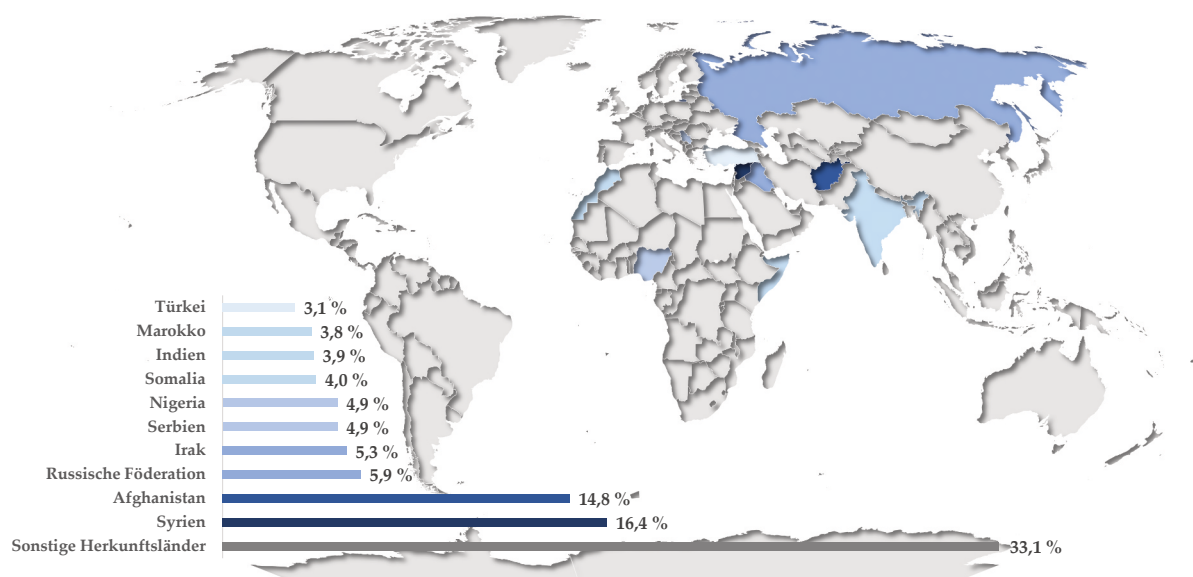 Türkei 3,1 %
Marokko 3,8 %
Indien 3,9 %
Somalia 4,0 %
Nigeria 4,9 %
Serbien 4,9 %
Irak 5,3 %
Russische Föderation 5,9 %
Afghanistan 14,8 %
Syrien 16,4 %
Sonstige Herkunftsländer 33,1 %